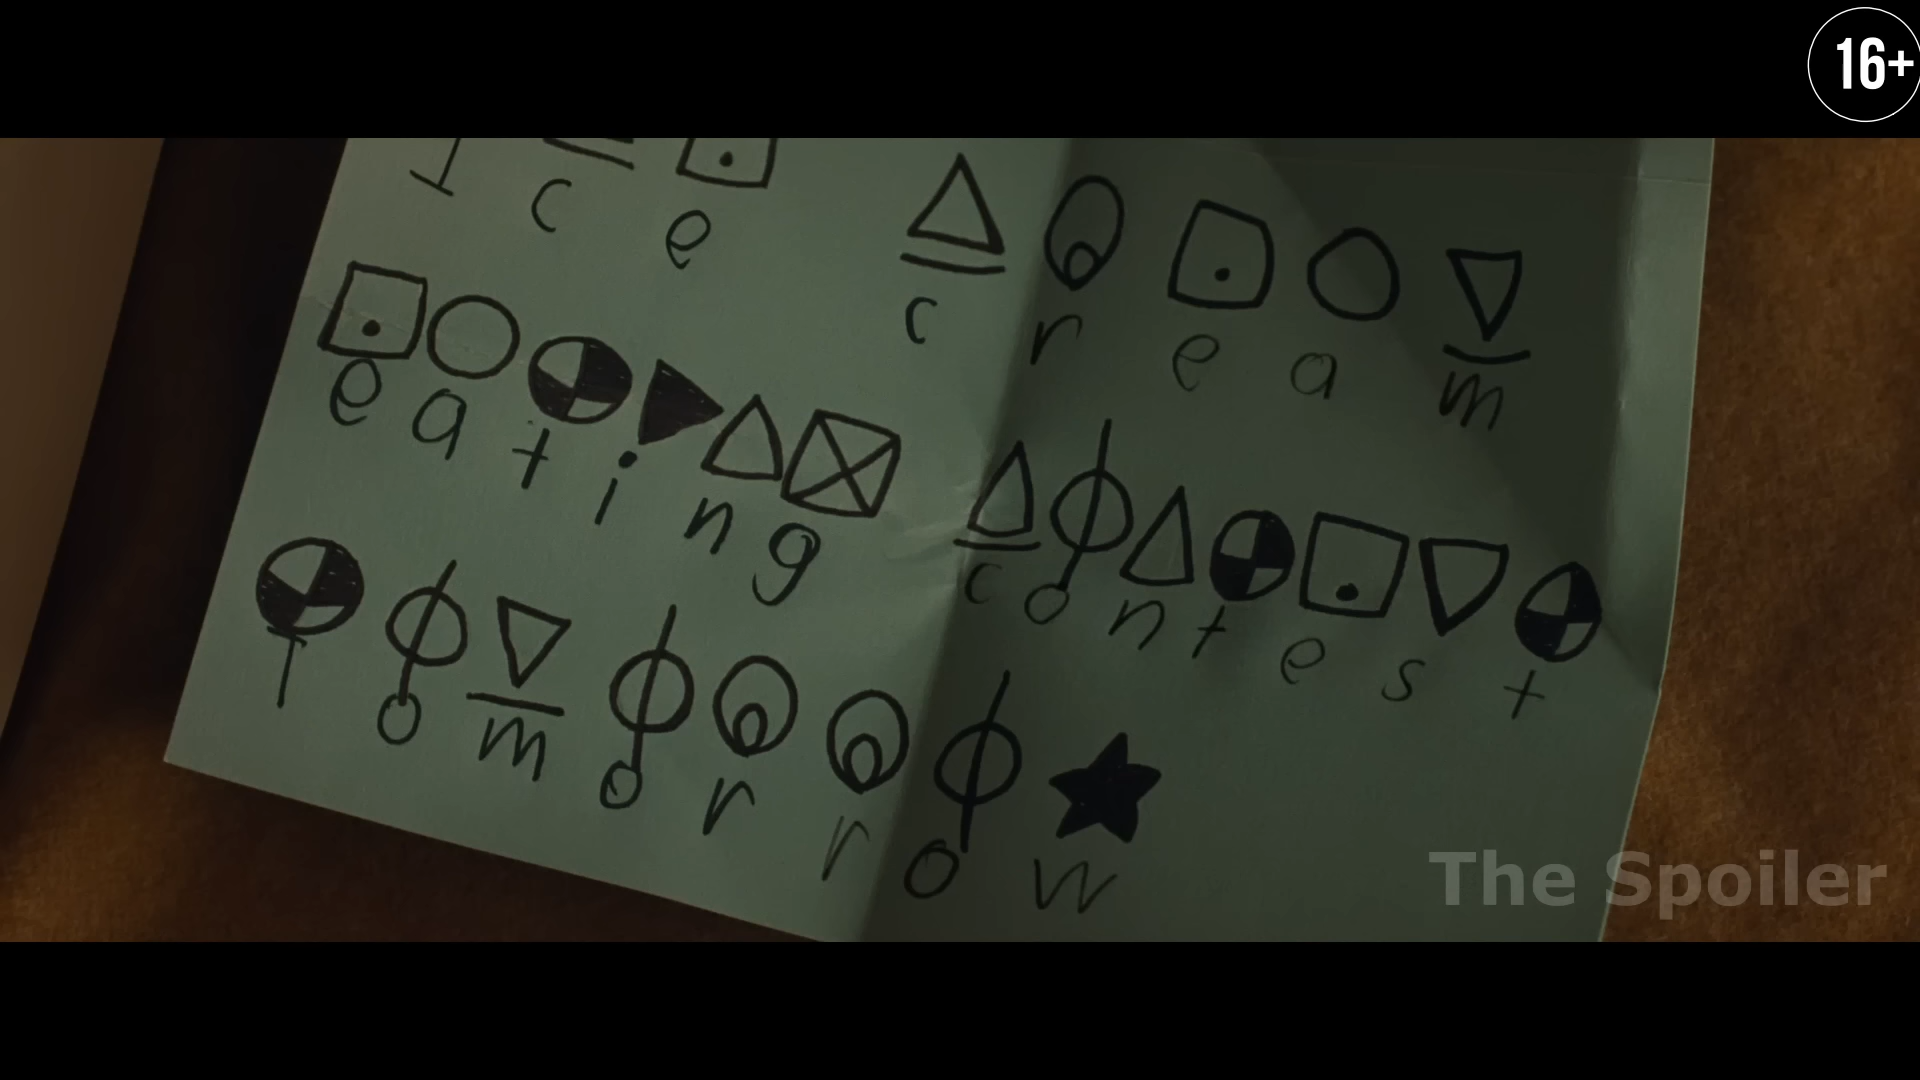 16+
Ice cream
eating contest
Tomorrow
The Spoiler